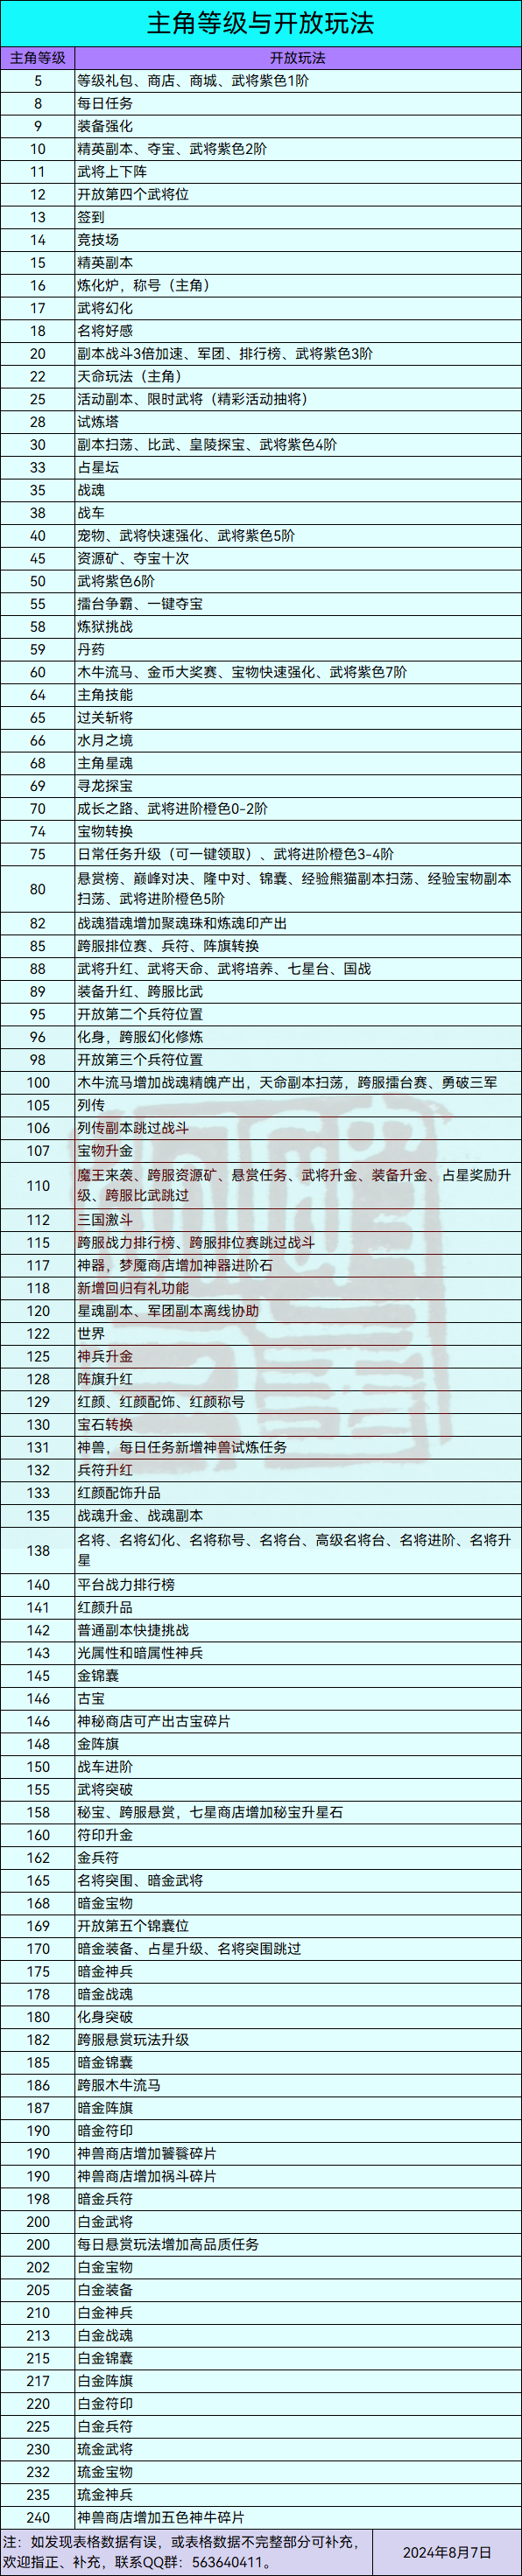 主角等级与开放玩法
主角等级 开放玩法
5 等级礼包、商店、商城、武将紫色1阶
8 每日任务
9 装备强化
10 精英副本、夺宝、武将紫色2阶
11 武将上下阵
12 开放第四个武将位
13 签到
14 竞技场
15 精英副本
16 炼化炉，称号（主角）
17 武将幻化
18 名将好感
20 副本战斗3倍加速、军团、排行榜、武将紫色3阶
22 天命玩法（主角）
25 活动副本、限时武将（精彩活动抽将）
28 试炼塔
30 副本扫荡、比武、皇陵探宝、武将紫色4阶
33 占星坛
35 战魂
38 战车
40 宠物、武将快速强化、武将紫色5阶
45 资源矿、夺宝十次
50 武将紫色6阶
55 擂台争霸、一键夺宝
58 炼狱挑战
59 丹药
60 木牛流马、金币大奖赛、宝物快速强化、武将紫色7阶
64 主角技能
65 过关斩将
66 水月之境
68 主角星魂
69 寻龙探宝
70 成长之路、武将进阶橙色0-2阶
74 宝物转换
75 日常任务升级（可一键领取）、武将进阶橙色3-4阶
80 悬赏榜、巅峰对决、隆中对、锦囊、经验熊猫副本扫荡、经验宝物副本
扫荡、武将进阶橙色5阶
82 战魂猎魂增加聚魂珠和炼魂印产出
85 跨服排位赛、兵符、阵旗转换
88 武将升红、武将天命、武将培养、七星台、国战
89 装备升红、跨服比武
95 开放第二个兵符位置
96 化身，跨服幻化修炼
98 开放第三个兵符位置
100 木牛流马增加战魂精魄产出，天命副本扫荡，跨服擂台赛、勇破三军
105 列传
106 列传副本跳过战斗
107 宝物升金
110 魔王来袭、跨服资源矿、悬赏任务、武将升金、装备升金、占星奖励升
级、跨服比武跳过
112 三国激斗
115 跨服战力排行榜、跨服排位赛跳过战斗
117 神器，梦魇商店增加神器进阶石
118 新增回归有礼功能
120 星魂副本、军团副本离线协助
122 世界
125 神兵升金
128 阵旗升红
129 红颜、红颜配饰、红颜称号
130 宝石转换
131 神兽，每日任务新增神兽试炼任务
132 兵符升红
133 红颜配饰升品
135 战魂升金、战魂副本
138 名将、名将幻化、名将称号、名将台、高级名将台、名将进阶、名将升
星
140 平台战力排行榜
141 红颜升品
142 普通副本快捷挑战
143 光属性和暗属性神兵
145 金锦囊
146 古宝
146 神秘商店可产出古宝碎片
148 金阵旗
150 战车进阶
155 武将突破
158 秘宝、跨服悬赏，七星商店增加秘宝升星石
160 符印升金
162 金兵符
165 名将突围、暗金武将
168 暗金宝物
169 开放第五个锦囊位
170 暗金装备、占星升级、名将突围跳过
175 暗金神兵
178 暗金战魂
180 化身突破
182 跨服悬赏玩法升级
185 暗金锦囊
186 跨服木牛流马
187 暗金阵旗
190 暗金符印
190 神兽商店增加饕餮碎片
190 神兽商店增加祸斗碎片
198 暗金兵符
200 白金武将
200 每日悬赏玩法增加高品质任务
202 白金宝物
205 白金装备
210 白金神兵
213 白金战魂
215 白金锦囊
217 白金阵旗
220 白金符印
225 白金兵符
230 琉金武将
232 琉金宝物
235 琉金神兵
240 神兽商店增加五色神牛碎片
注：如发现表格数据有误，或表格数据不完整部分可补充，
欢迎指正、补充，联系QQ群：563640411。
2024年8月7日